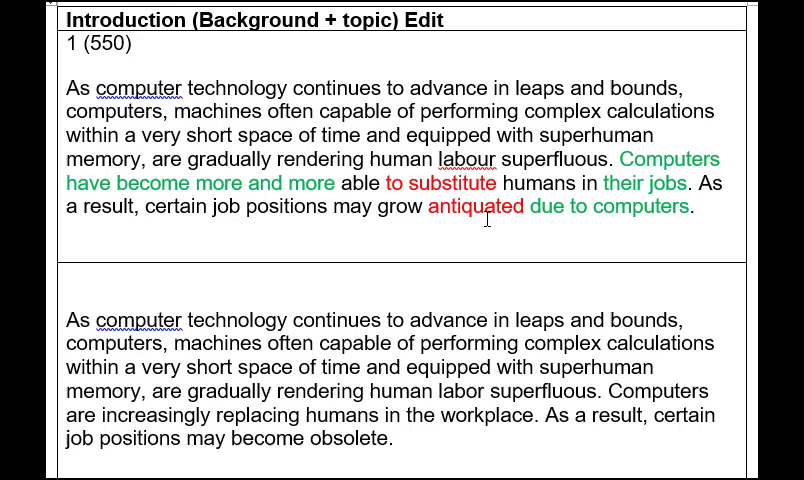 Introduction (Background + topic) Edit
1 (550)
As computer technology continues to advance in leaps and bounds,
computers, machines often capable of performing complex calculations
within a very short space of time and equipped with superhuman
memory, are gradually rendering human labour superfluous. Computers
have become more and more able to substitute humans in their jobs. As
a result, certain job positions may grow antiquated due to computers.
As computer technology continues to advance in leaps and bounds,
computers, machines often capable of performing complex calculations
within a very short space of time and equipped with superhuman
memory, are gradually rendering human labor superfluous. Computers
are increasingly replacing humans in the workplace. As a result, certain
job positions may become obsolete.